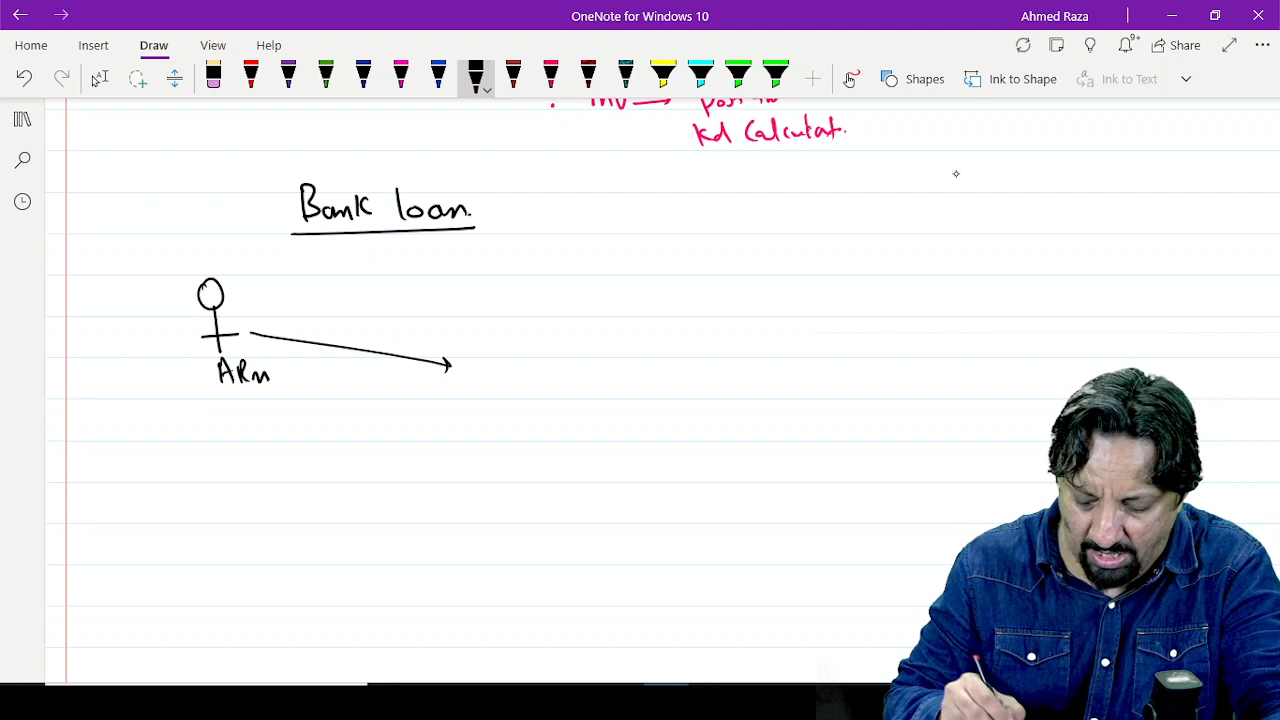 OneNote for Windows 10
Ahmed Raza
Home Insert Draw View Help
Share
Shapes Ink to Shape Ink to Text
Kd Calculat.
Bank loan.
ARM